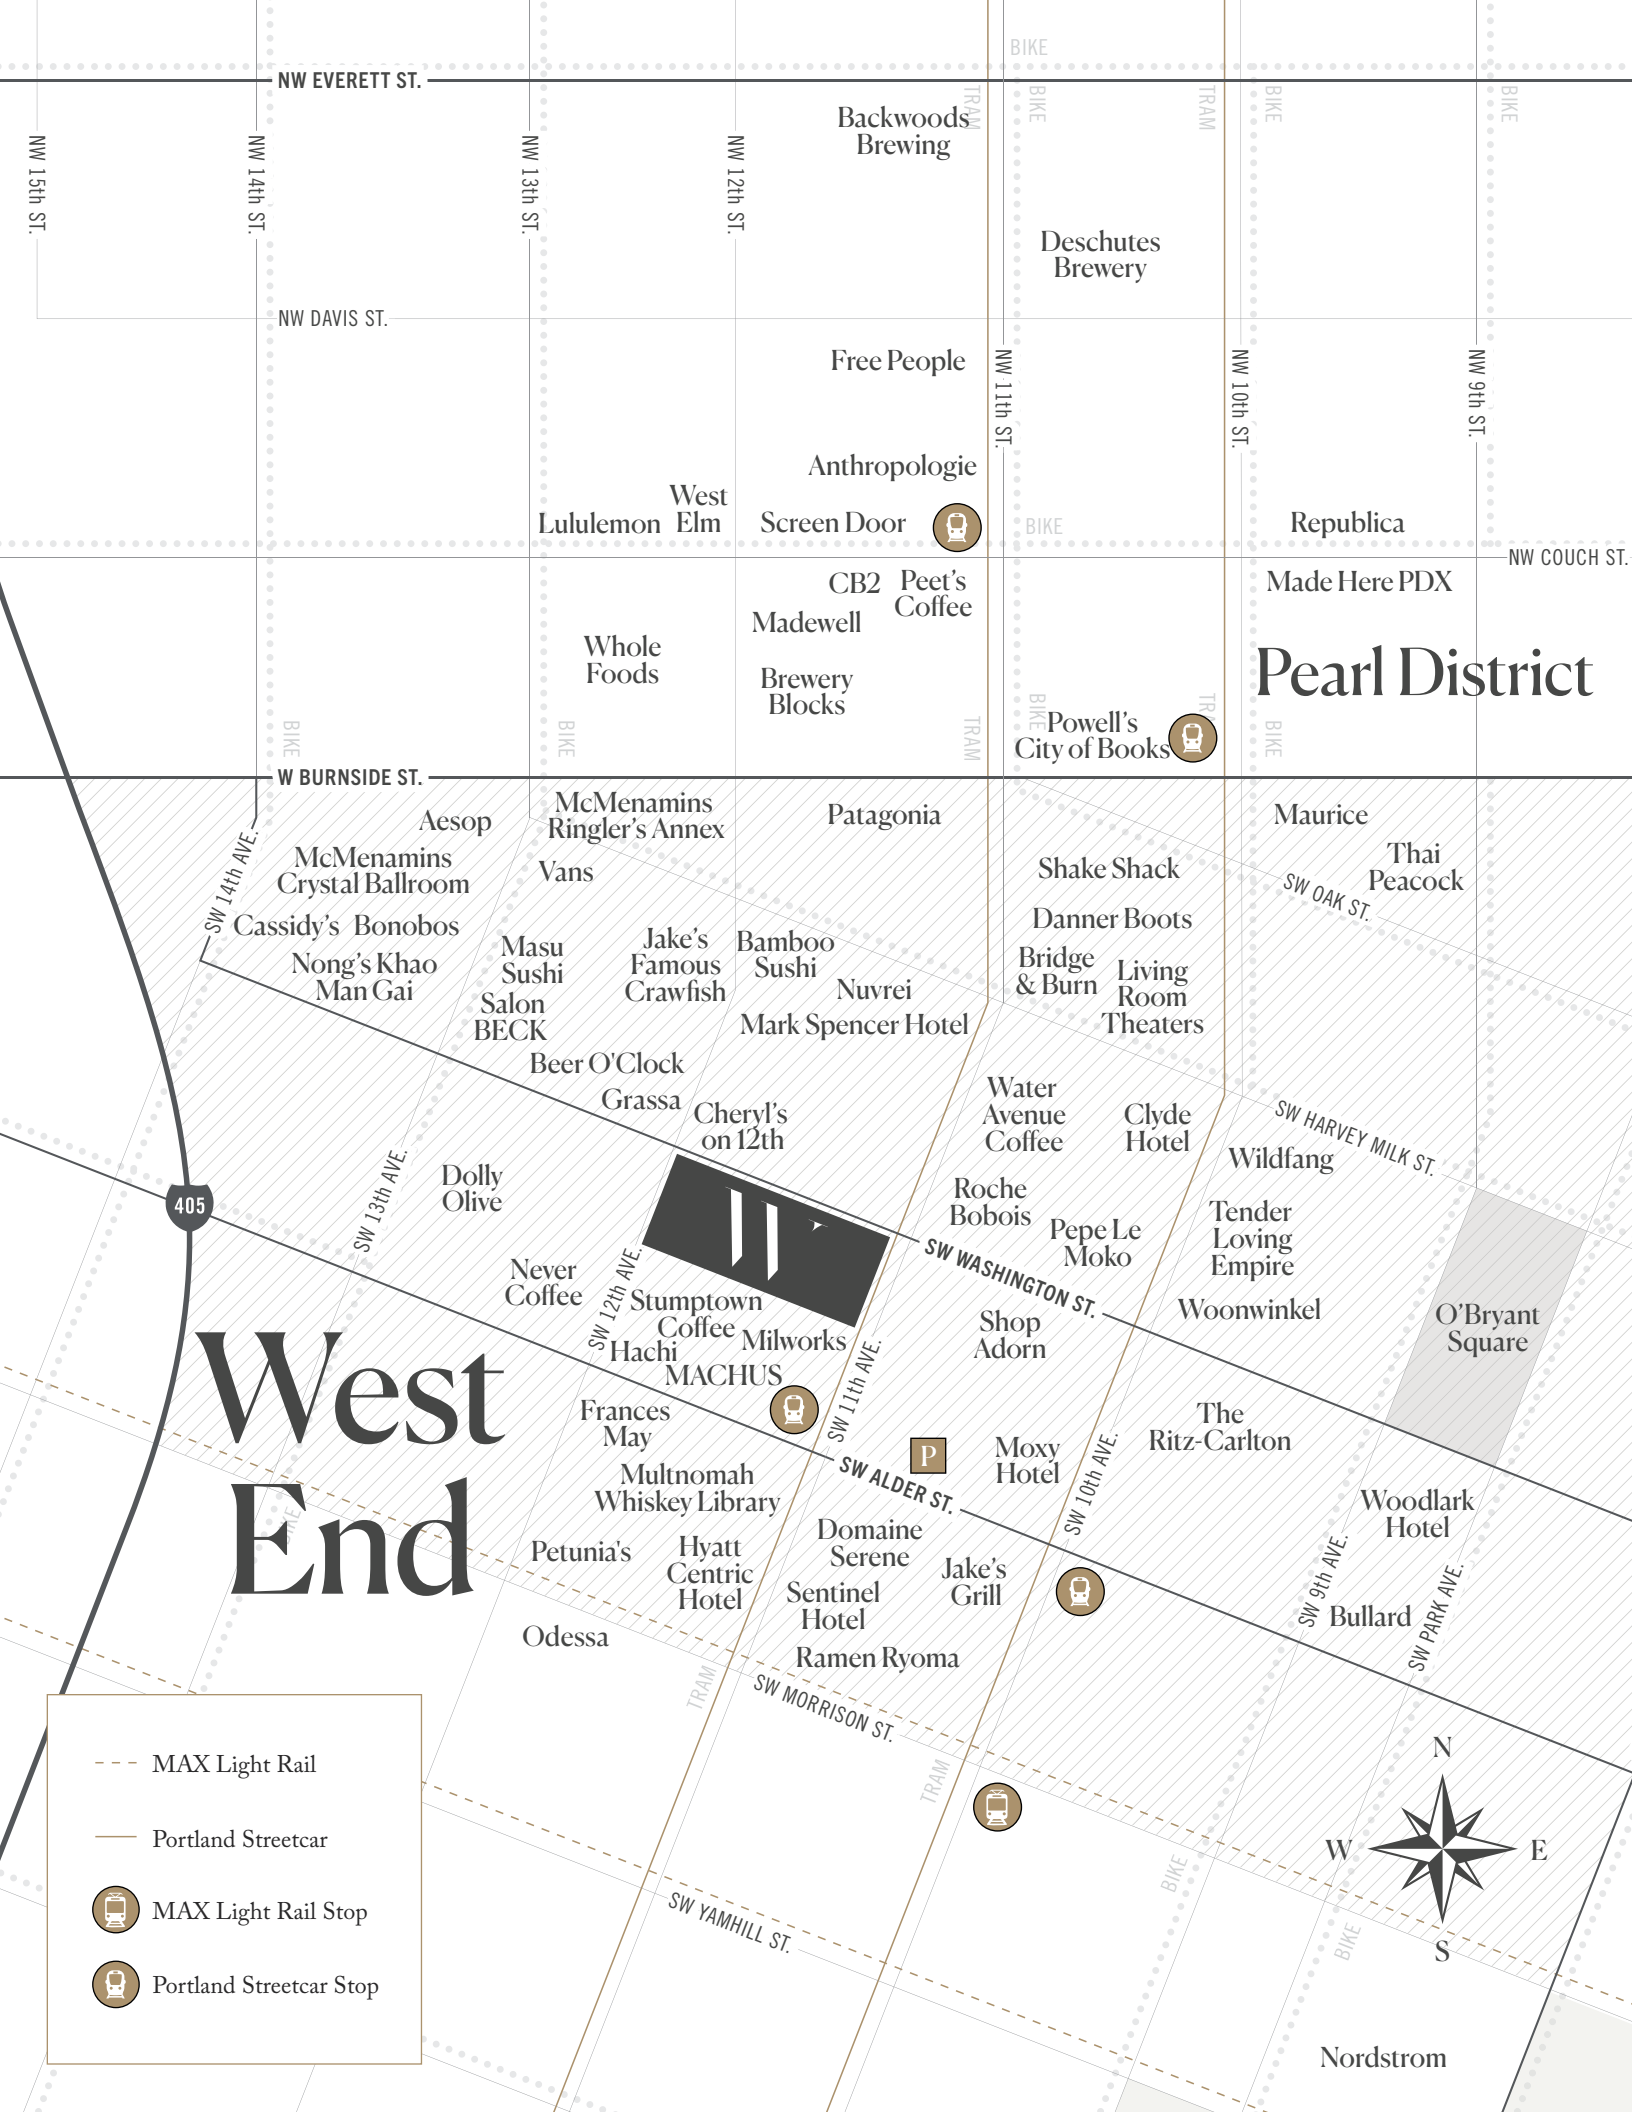 BIKE
NW EVERETT ST.
TRAM
BIKE
TRAM
BIKE
BIKE
Backwoods
Brewing
NW 15th ST.
NW 14th ST.
NW 13th ST.
NW 12th ST.
Deschutes
Brewery
NW DAVIS ST.
Free People
NW 11th ST.
NW 10th ST.
NW 9th ST.
Anthropologie
West
Elm
Lululemon
Screen Door
BIKE
Republica
NW COUCH ST.
CB2
Peet's
Coffee
Made Here PDX
Madewell
Whole
Foods
Brewery
Blocks
Pearl District
BIKE
BIKE
TRAM
BIKE
Powell's
City of Books
TRA
BIKE
W BURNSIDE ST.
Aesop
McMenamins
Ringler's Annex
Patagonia
Maurice
SW 14th AVE.
McMenamins
Crystal Ballroom
Vans
Shake Shack
Thai
Peacock
SW OAK ST.
Cassidy's
Bonobos
Danner Boots
Nong's Khao
Man Gai
Masu
Sushi
Jake's
Famous
Crawfish
Bamboo
Sushi
Bridge
& Burn
Living
Room
Theaters
Salon
BECK
Nuvrei
Mark Spencer Hotel
Beer O'Clock
Grassa
Cheryl's
on 12th
Water
Avenue
Coffee
Clyde
Hotel
SW HARVEY MILK ST.
Wildfang
405
SW 13th AVE.
Dolly
Olive
Roche
Bobois
Pepe Le
Moko
Tender
Loving
Empire
SW WASHINGTON ST.
Never
Coffee
SW 12th AVE.
Stumptown
Coffee
Milworks
Hachi
MACHUS
Shop
Adorn
Woonwinkel
O'Bryant
Square
West
End
BIKE
SW 11th AVE.
Frances
May
P
Moxy
Hotel
The
Ritz-Carlton
SW ALDER ST.
SW 10th AVE.
Multnomah
Whiskey Library
Woodlark
Hotel
Petunia's
Hyatt
Centric
Hotel
Domaine
Serene
Jake's
Grill
Sentinel
Hotel
SW 9th AVE.
Bullard
SW PARK AVE.
Odessa
Ramen Ryoma
TRAM
SW MORRISON ST.
TRAM
N
W
E
S
BIKE
BIKE
SW YAMHILL ST.
MAX Light Rail
Portland Streetcar
MAX Light Rail Stop
Portland Streetcar Stop
Nordstrom